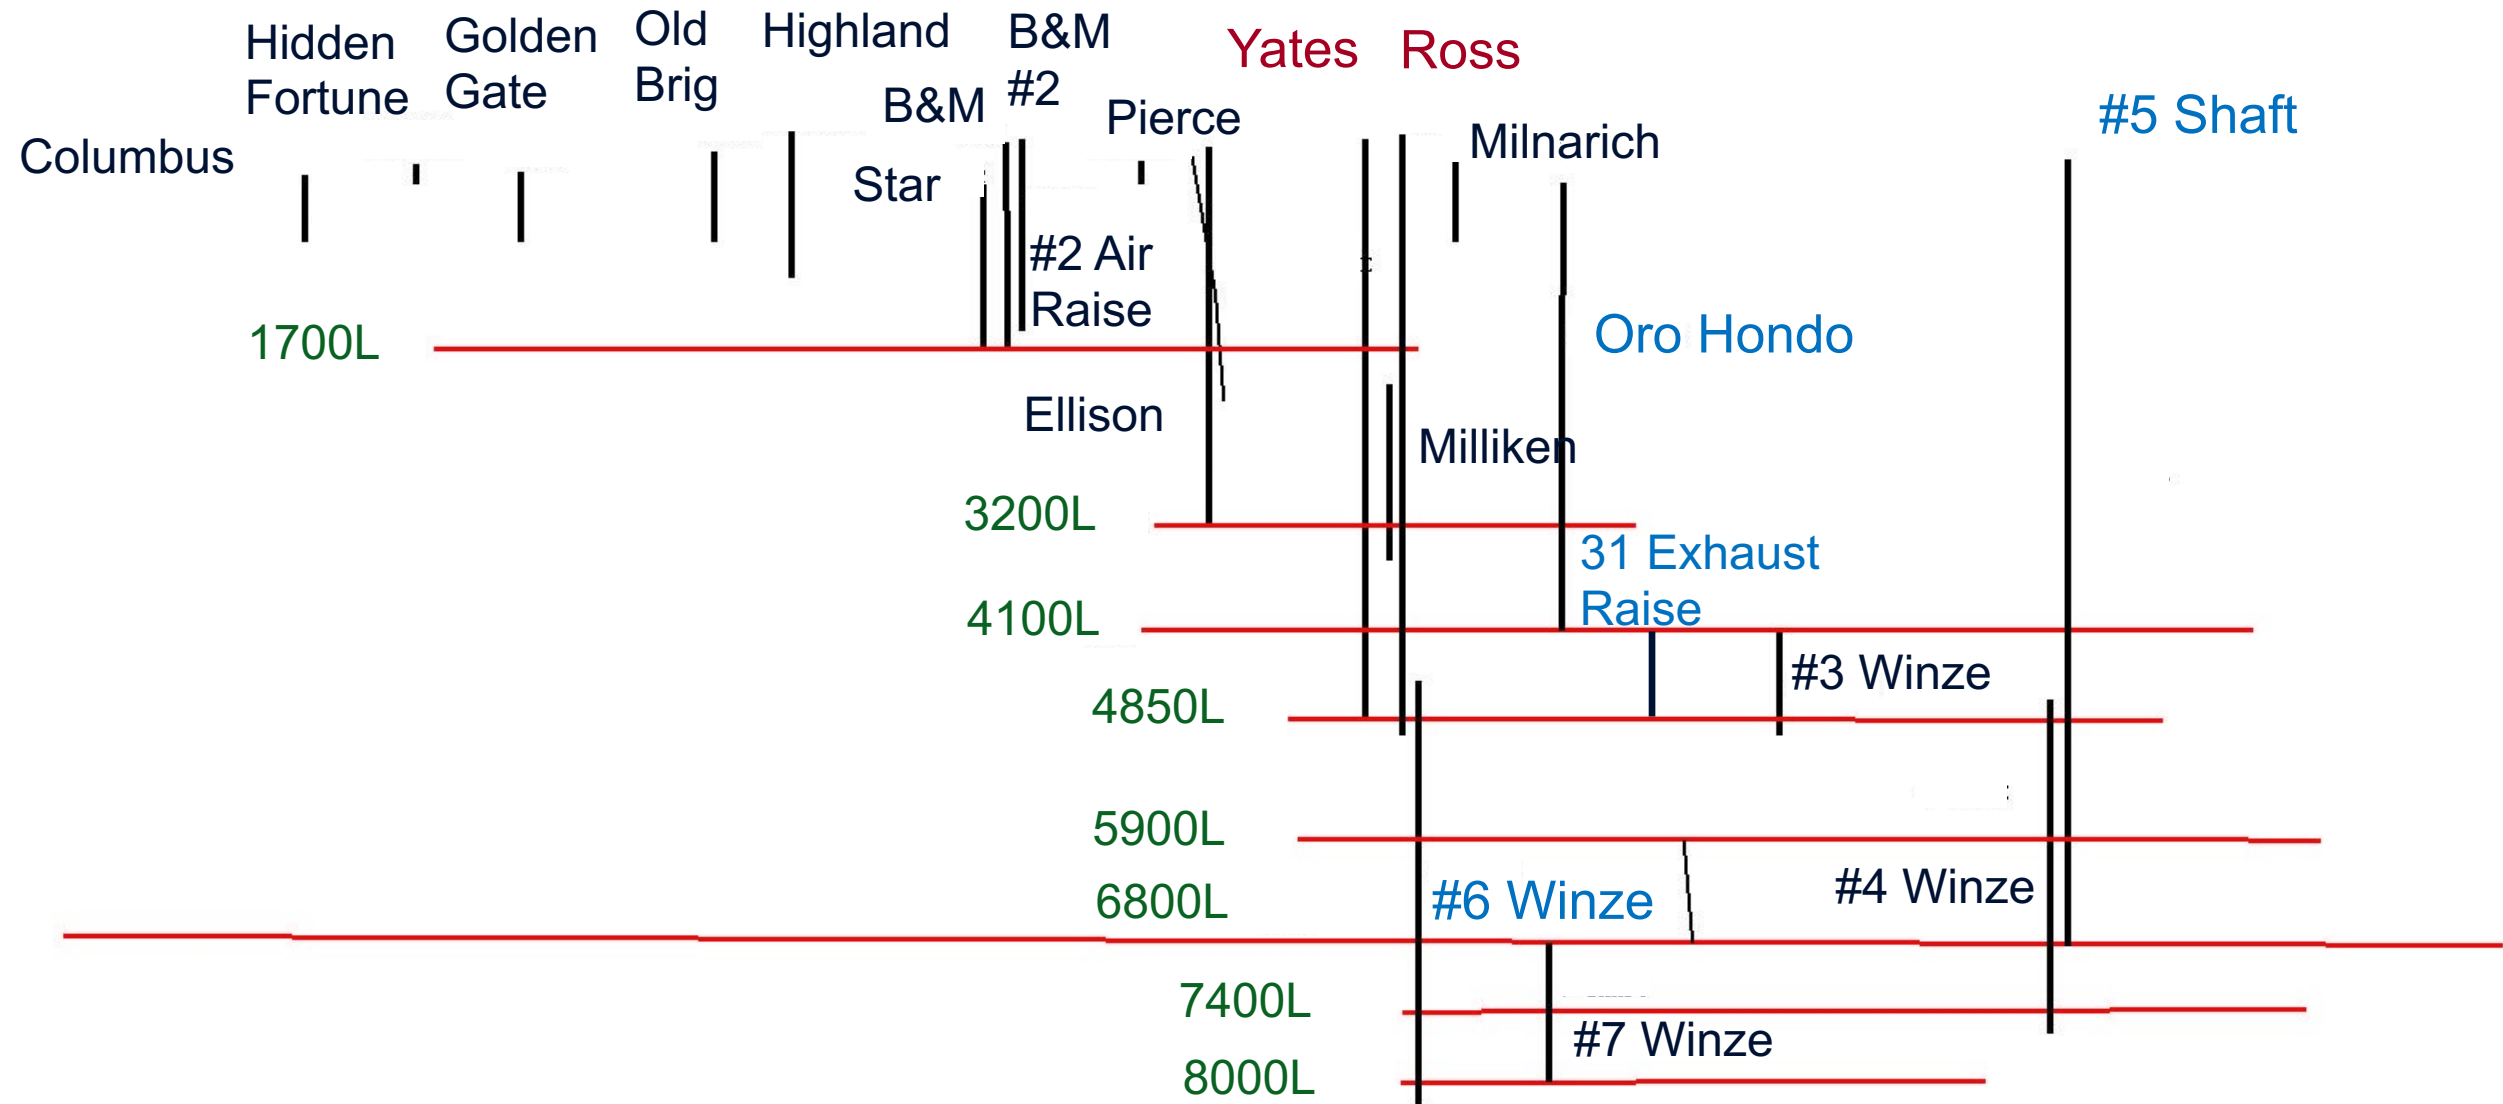 Hidden
Fortune
Golden
Gate
Old
Brig
Highland
B&M
#2
B&M
Yates
Ross
Pierce
#5 Shaft
Columbus
Milnarich
Star
#2 Air
Raise
1700L
Oro Hondo
Ellison
Milliken
3200L
31 Exhaust
Raise
4100L
#3 Winze
4850L
5900L
6800L
#6 Winze
#4 Winze
7400L
#7 Winze
8000L